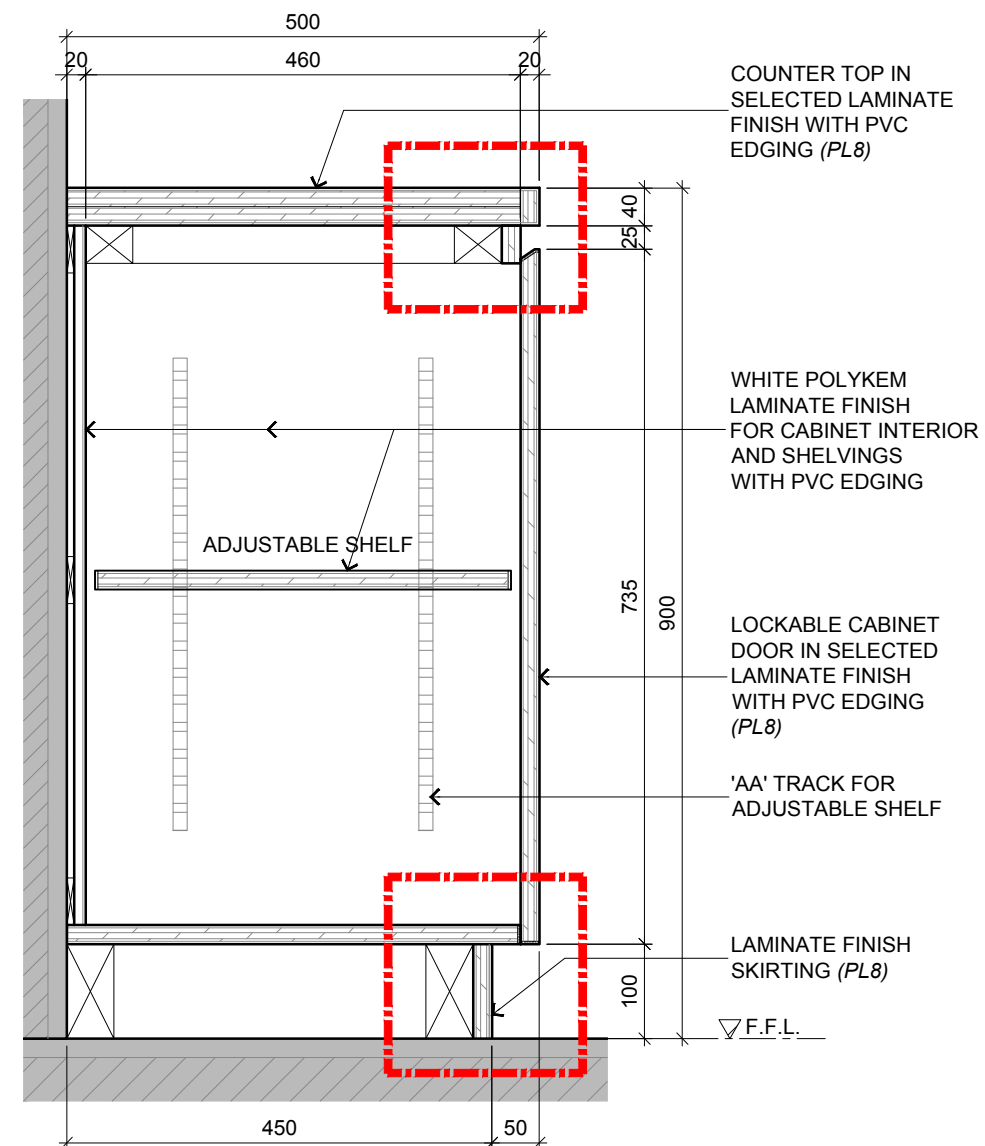 500
20
460
20
COUNTER TOP IN
SELECTED LAMINATE
FINISH WITH PVC
EDGING (PL8)
40
25
WHITE POLYKEM
LAMINATE FINISH
FOR CABINET INTERIOR
AND SHELVINGS
WITH PVC EDGING
ADJUSTABLE SHELF
735
900
LOCKABLE CABINET
DOOR IN SELECTED
LAMINATE FINISH
WITH PVC EDGING
(PL8)
'AA' TRACK FOR
ADJUSTABLE SHELF
LAMINATE FINISH
SKIRTING (PL8)
100
F.F.L.
450
50